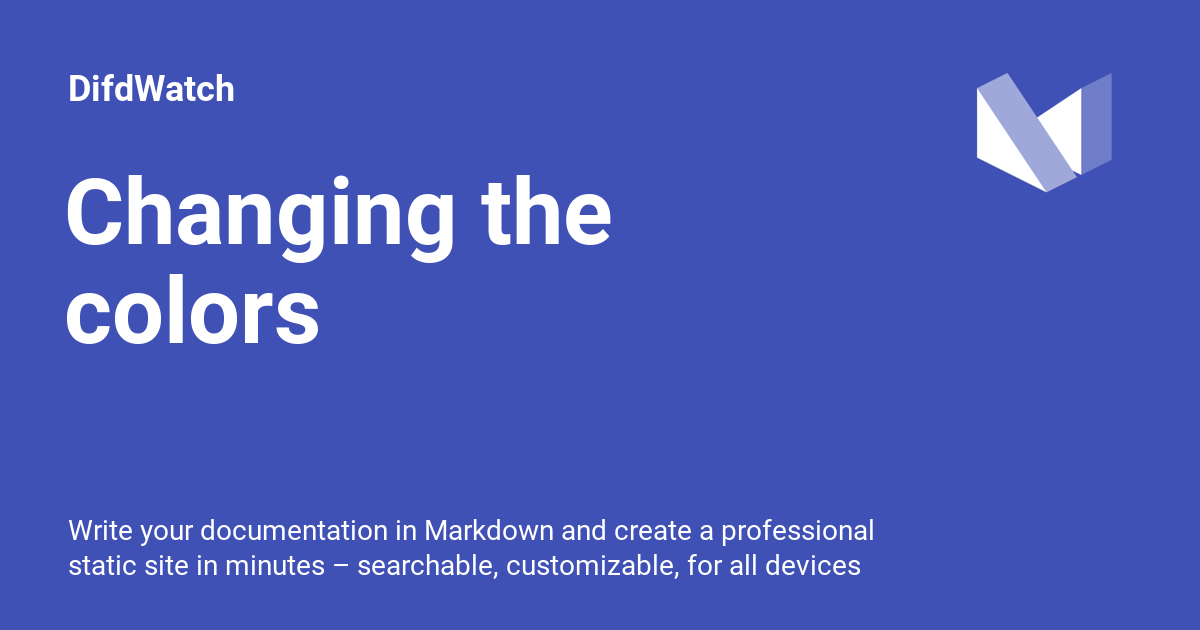 DifdWatch
Changing the
colors
Write your documentation in Markdown and create a professional
static site in minutes – searchable, customizable, for all devices